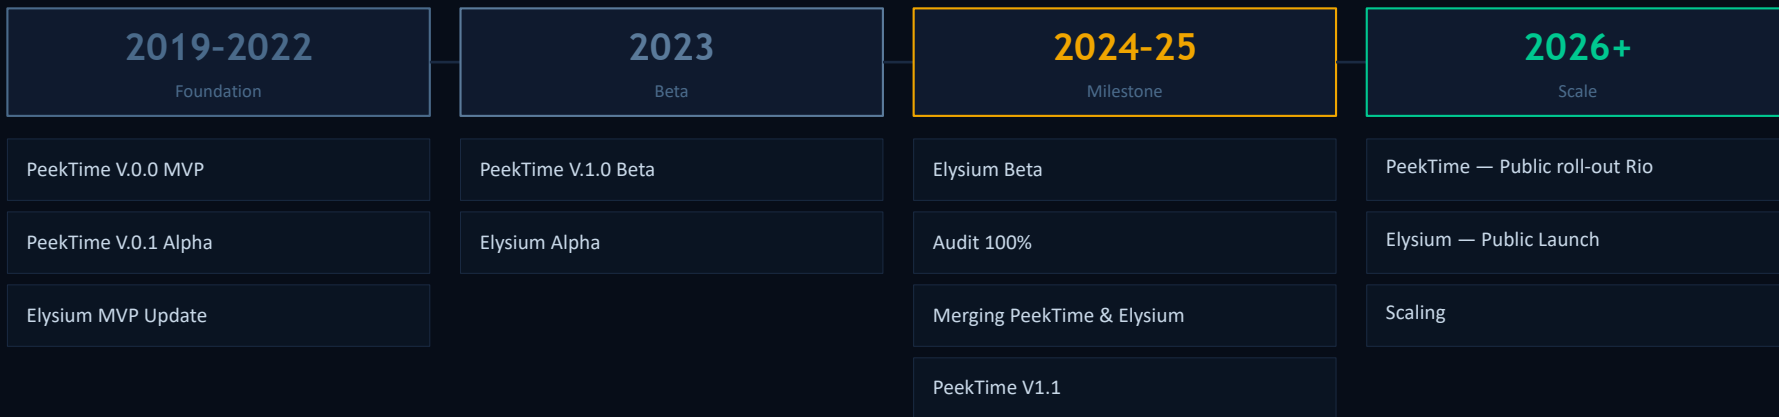 2019-2022
Foundation
PeekTime V.0.0 MVP
PeekTime V.0.1 Alpha
Elysium MVP Update
2023
Beta
PeekTime V.1.0 Beta
Elysium Alpha
2024-25
Milestone
Elysium Beta
Audit 100%
Merging PeekTime & Elysium
PeekTime V1.1
2026+
Scale
PeekTime — Public roll-out Rio
Elysium — Public Launch
Scaling